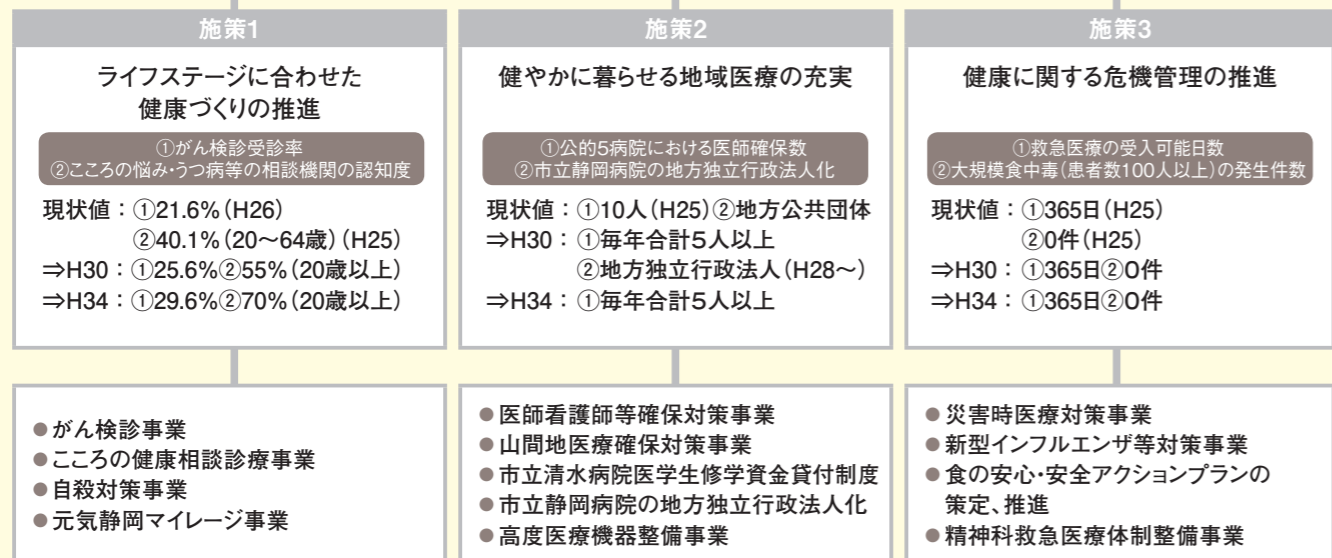 施策1
ライフステージに合わせた
健康づくりの推進
①がん検診受診率
②こころの悩み・うつ病等の相談機関の認知度
現状値：①21.6%（H26）
②40.1%（20〜64歳）（H25）
⇒H30：①25.6%②55%（20歳以上）
⇒H34：①29.6%②70%（20歳以上）
●がん検診事業
●こころの健康相談診療事業
●自殺対策事業
●元気静岡マイレージ事業
施策2
健やかに暮らせる地域医療の充実
①公的5病院における医師確保数
②市立静岡病院の地方独立行政法人化
現状値：①10人（H25）②地方公共団体
⇒H30：①毎年合計5人以上
②地方独立行政法人（H28〜）
⇒H34：①毎年合計5人以上
●医師看護師等確保対策事業
●山間地医療確保対策事業
●市立清水病院医学生修学資金貸付制度
●市立静岡病院の地方独立行政法人化
●高度医療機器整備事業
施策3
健康に関する危機管理の推進
①救急医療の受入可能日数
②大規模食中毒（患者数100人以上）の発生件数
現状値：①365日（H25）
②0件（H25）
⇒H30：①365日②0件
⇒H34：①365日②0件
●災害時医療対策事業
●新型インフルエンザ等対策事業
●食の安心・安全アクションプランの
策定、推進
●精神科救急医療体制整備事業